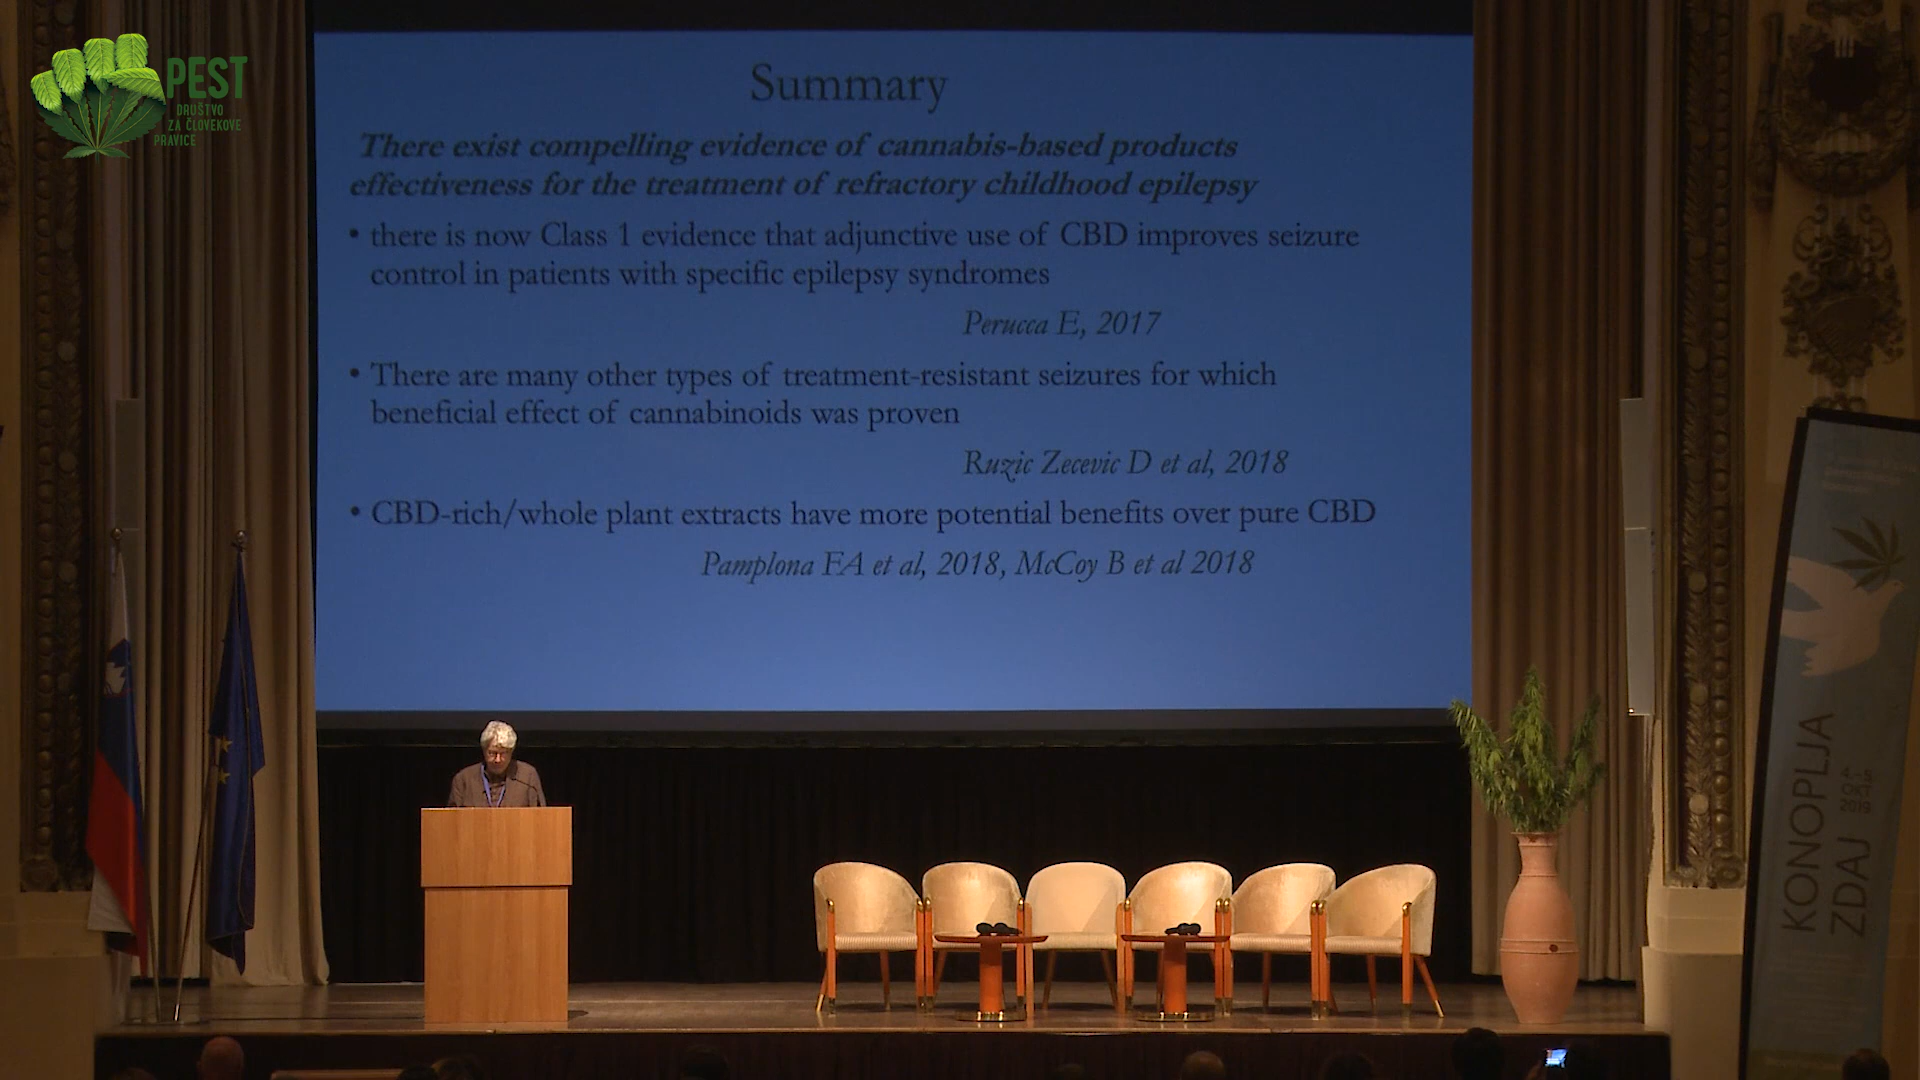 PEST
DRUŠTVO
ZA ČLOVEKOVE
PRAVICE
Summary
There exist compelling evidence of cannabis-based products
effectiveness for the treatment of refractory childhood epilepsy
• there is now Class 1 evidence that adjunctive use of CBD improves seizure
control in patients with specific epilepsy syndromes
Perucca E, 2017
• There are many other types of treatment-resistant seizures for which
beneficial effect of cannabinoids was proven
Ruzic Zecevic D et al, 2018
• CBD-rich/whole plant extracts have more potential benefits over pure CBD
Pamplona FA et al, 2018, McCoy B et al 2018
KONOPLJA
ZDAJ
OKT
2019